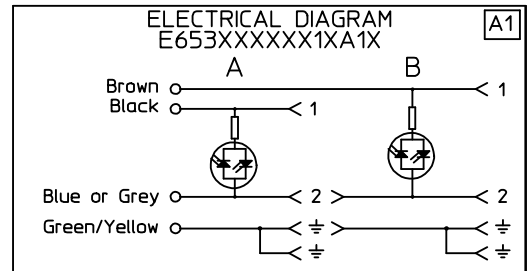 ELECTRICAL DIAGRAM A1
E653XXXXXX1XA1X
A B
Brown 1
Black 1
Blue or Grey 2 2
Green/Yellow